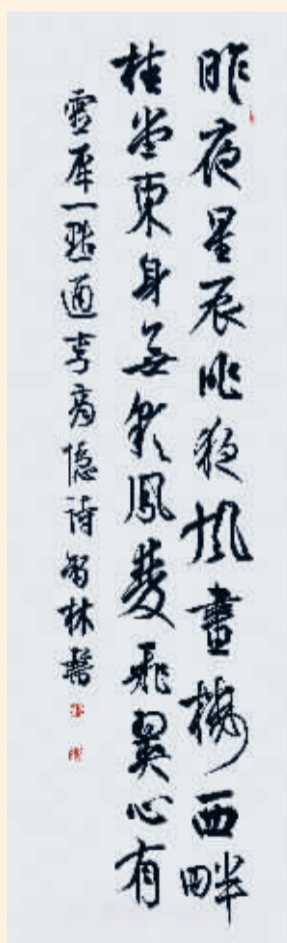 昨夜星辰昨夜風畫樓西畔
桂堂東身無彩鳳雙飛翼心有
靈犀一點通李商隱詩林書